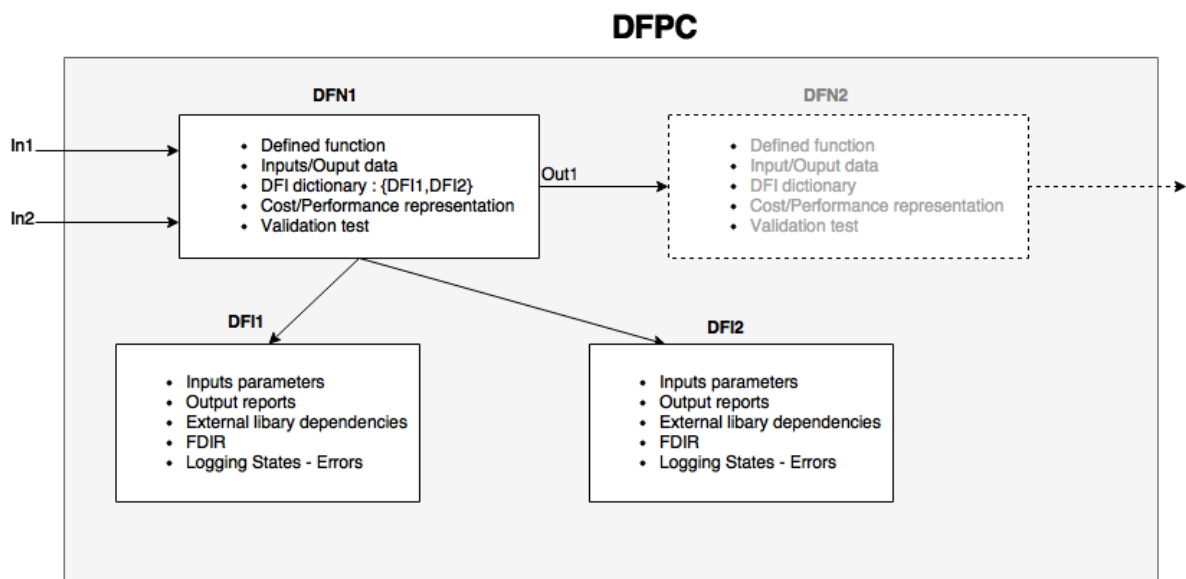 DFPC
DFN1
DFN2
In1
In2
• Defined function
• Inputs/Ouput data
• DFI dictionary : {DFI1,DFI2}
• Cost/Performance representation
• Validation test
Out1
• Defined function
• Input/Ouput data
• DFI dictionary
• Cost/Performance representation
• Validation test
DFI1
DFI2
• Inputs parameters
• Output reports
• External libary dependencies
• FDIR
• Logging States - Errors
• Inputs parameters
• Output reports
• External libary dependencies
• FDIR
• Logging States - Errors